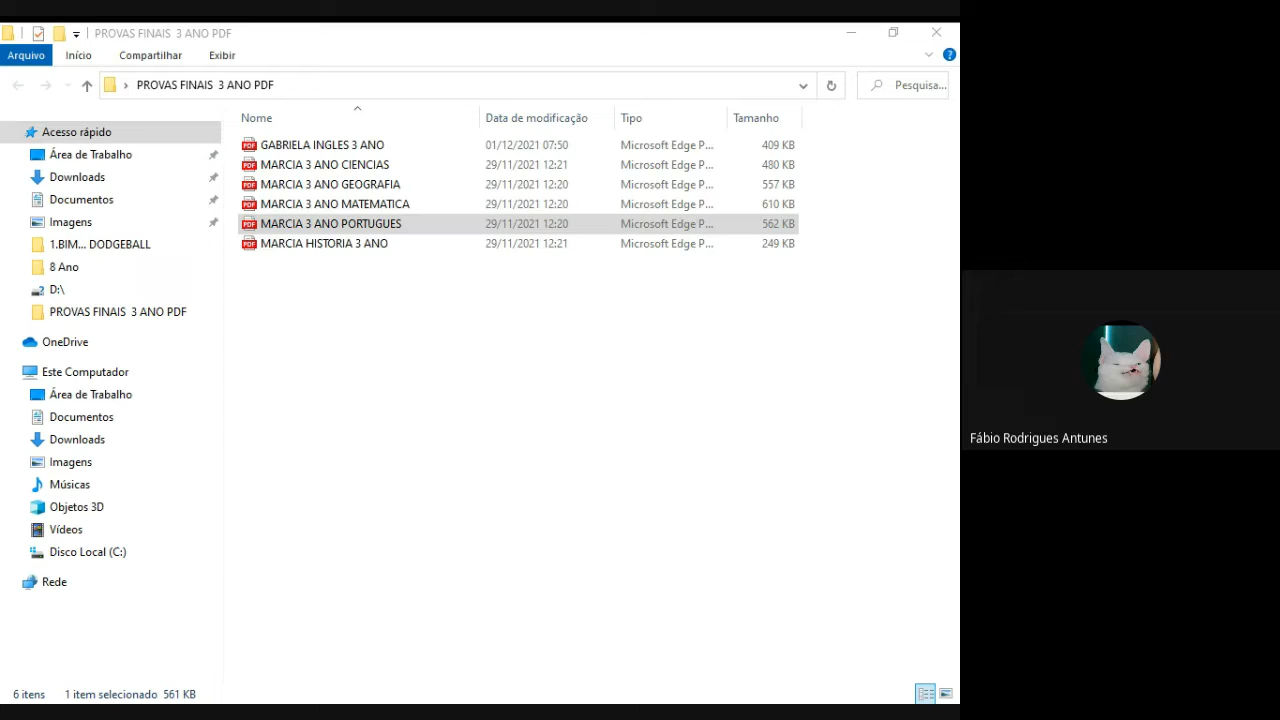 PROVAS FINAIS  3 ANO PDF
Arquivo Início Compartilhar Exibir
PROVAS FINAIS  3 ANO PDF Pesquisa...
Nome Data de modificação Tipo Tamanho
GABRIELA INGLES 3 ANO 01/12/2021 07:50 Microsoft Edge P... 409 KB
MARCIA 3 ANO CIENCIAS 29/11/2021 12:21 Microsoft Edge P... 480 KB
MARCIA 3 ANO GEOGRAFIA 29/11/2021 12:20 Microsoft Edge P... 557 KB
MARCIA 3 ANO MATEMATICA 29/11/2021 12:20 Microsoft Edge P... 610 KB
MARCIA 3 ANO PORTUGUES 29/11/2021 12:20 Microsoft Edge P... 562 KB
MARCIA HISTORIA 3 ANO 29/11/2021 12:21 Microsoft Edge P... 249 KB
Acesso rápido
Área de Trabalho
Downloads
Documentos
Imagens
1.BIM... DODGEBALL
8 Ano
D:\
PROVAS FINAIS  3 ANO PDF
OneDrive
Este Computador
Área de Trabalho
Documentos
Downloads
Imagens
Músicas
Objetos 3D
Vídeos
Disco Local (C:)
Rede
6 itens 1 item selecionado 561 KB
Fábio Rodrigues Antunes